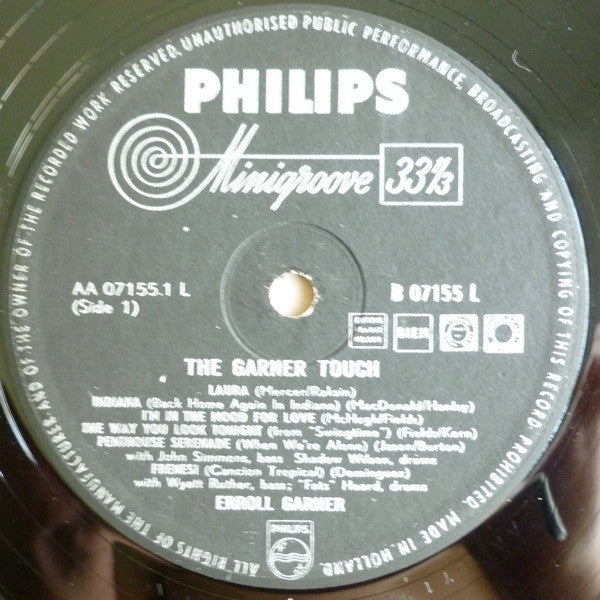 ALL RIGHTS OF THE MANUFACTURER AND OF THE OWNER OF THE RECORDED WORK RESERVED. UNAUTHORISED PUBLIC PERFORMANCE, BROADCASTING AND COPYING OF THIS RECORD PROHIBITED. MADE IN HOLLAND.
PHILIPS
Minigroove 33⅓
AA 07155.1 L
(Side 1)
B 07155 L
BIEM
THE GARNER TOUCH
LAURA (Mercer/Raksin)
INDIANA (Back Home Again In Indiana) (MacDonald/Hanley)
I'M IN THE MOOD FOR LOVE (McHugh/Fields)
THE WAY YOU LOOK TONIGHT (from "Swingtime") (Fields/Kern)
PENTHOUSE SERENADE (When We're Alone) (Jason/Burton)
with John Simmons, bass Shadow Wilson, drums
FRENESI (Cancion Tropical) (Dominguez)
with Wyatt Ruther, bass; "Fats" Heard, drums
ERROLL GARNER
PHILIPS